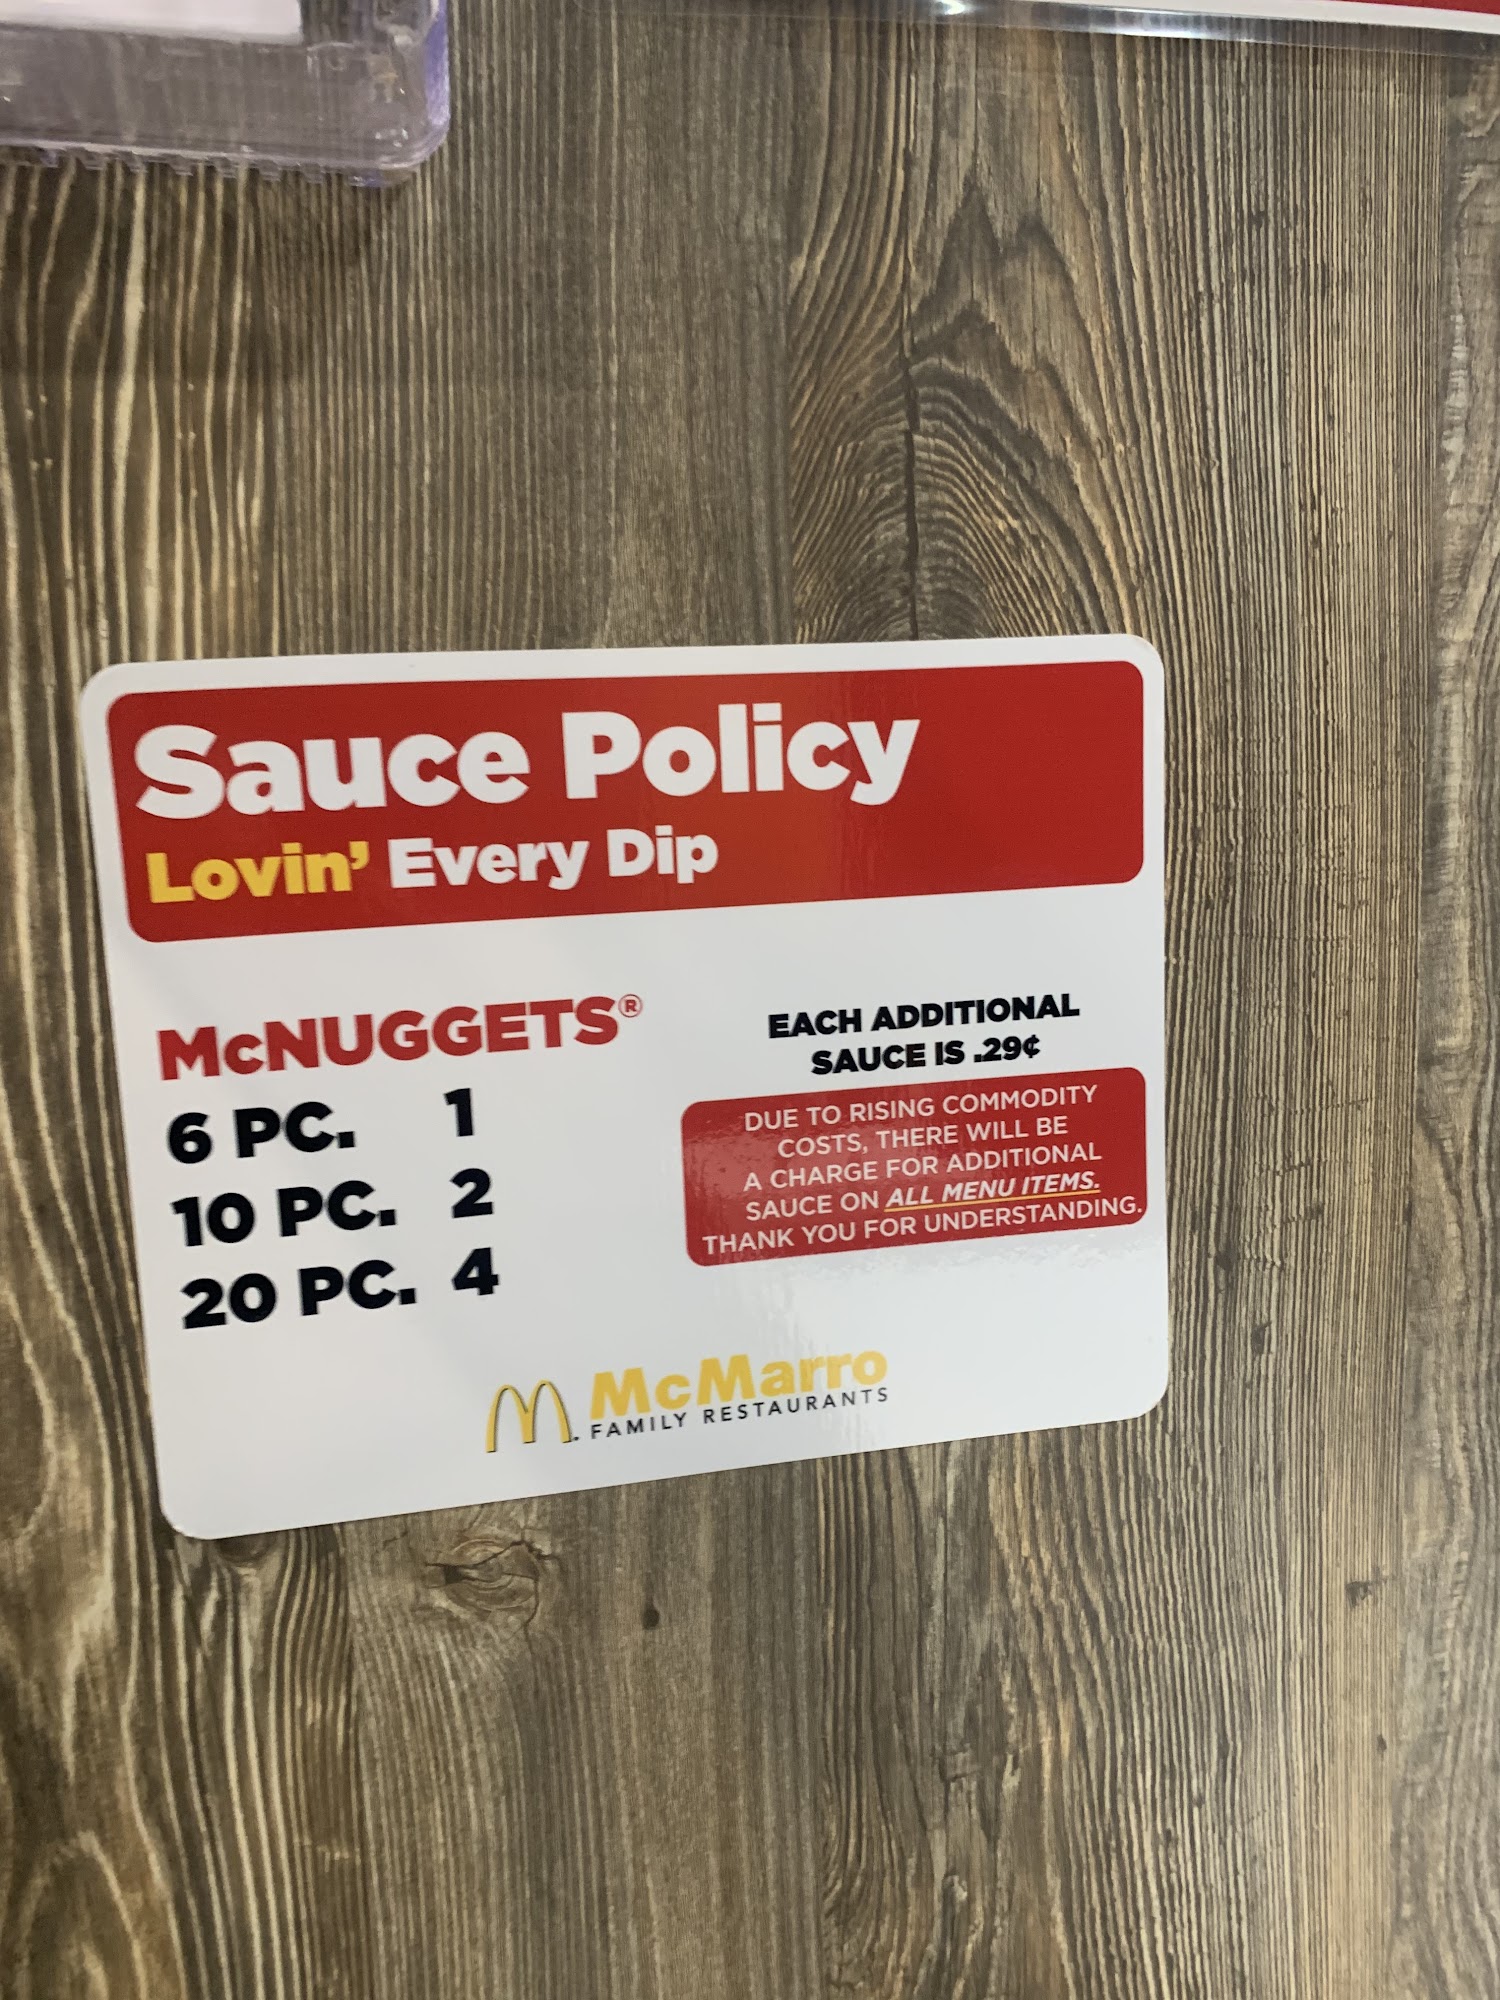 Sauce Policy
Lovin' Every Dip
McNUGGETS®
6 PC. 1
10 PC. 2
20 PC. 4
EACH ADDITIONAL
SAUCE IS .29¢
DUE TO RISING COMMODITY
COSTS, THERE WILL BE
A CHARGE FOR ADDITIONAL
SAUCE ON ALL MENU ITEMS.
THANK YOU FOR UNDERSTANDING.
McMarro
FAMILY RESTAURANTS